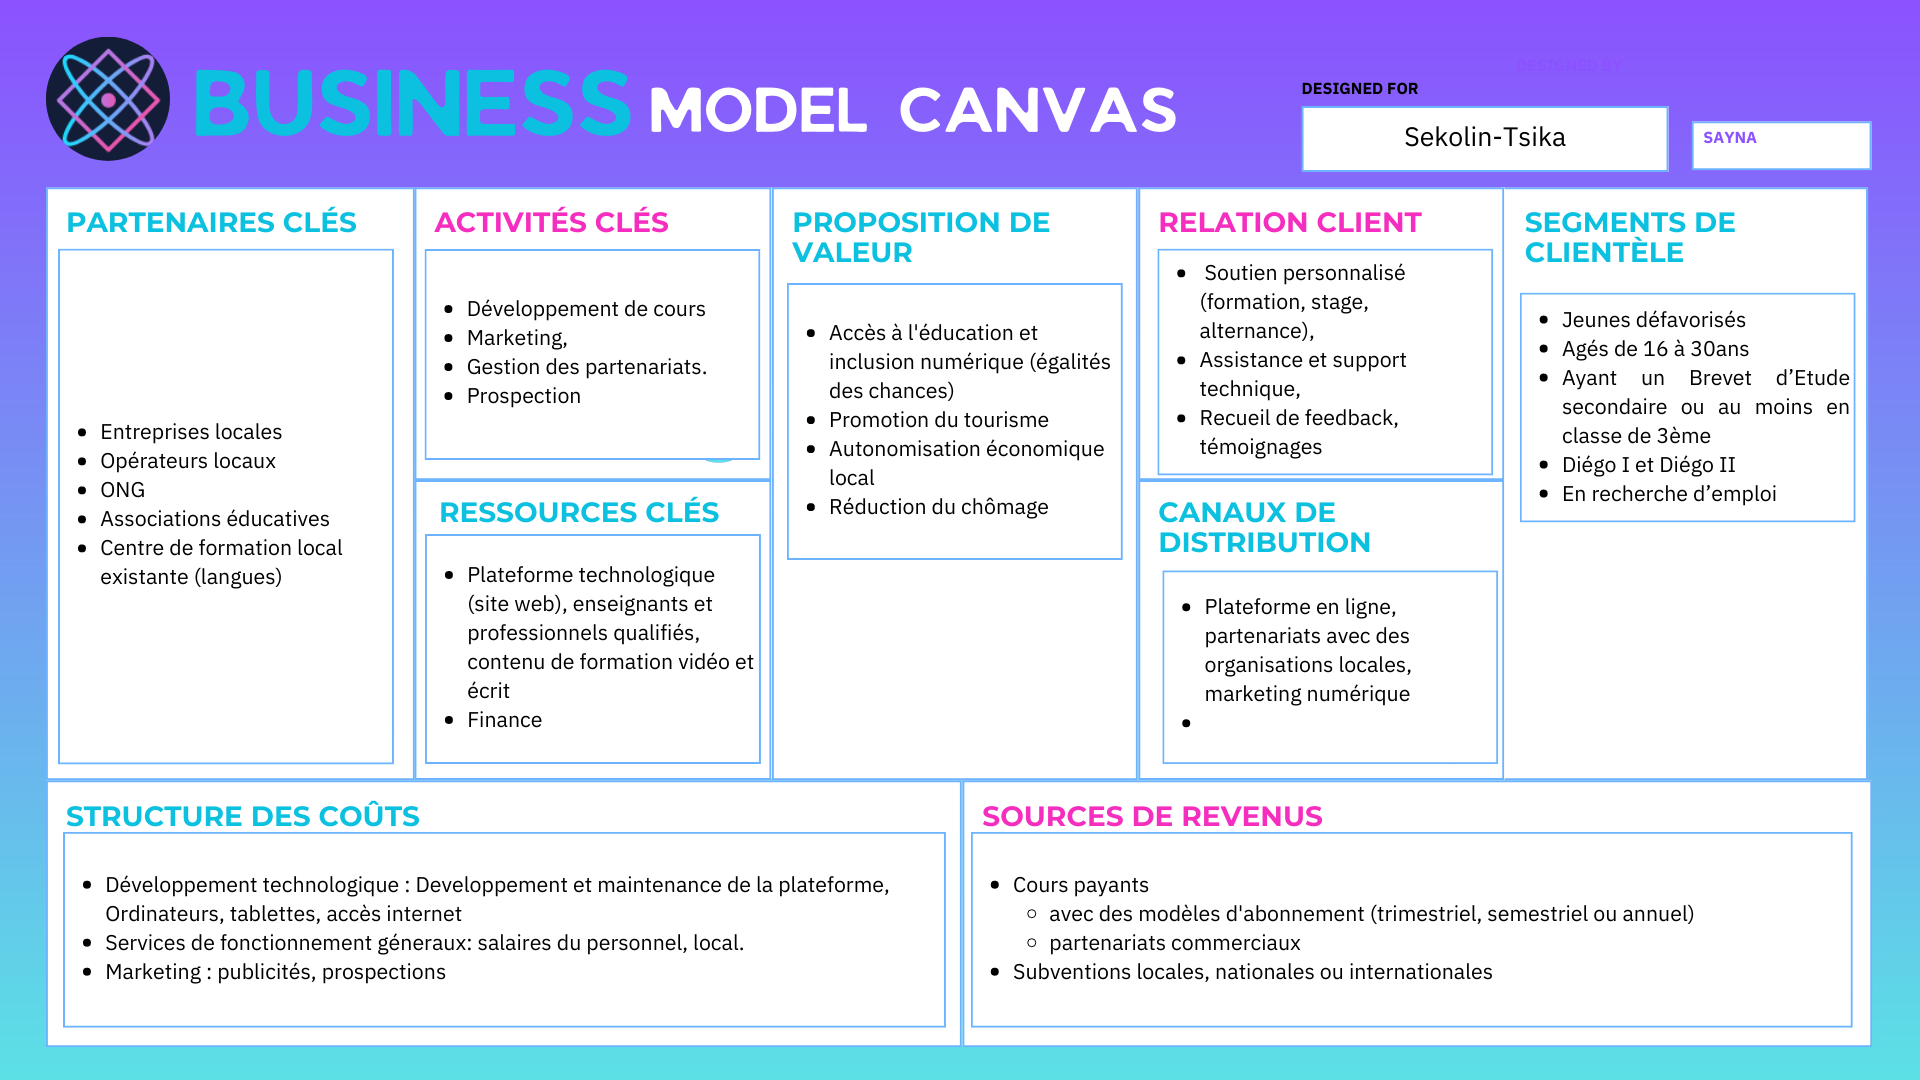 BUSINESS MODEL CANVAS
DESIGNED BY
DESIGNED FOR
Sekolin-Tsika
SAYNA
PARTENAIRES CLÉS
Entreprises locales
Opérateurs locaux
ONG
Associations éducatives
Centre de formation local
existante (langues)
ACTIVITÉS CLÉS
Développement de cours
Marketing,
Gestion des partenariats.
Prospection
RESSOURCES CLÉS
Plateforme technologique
(site web), enseignants et
professionnels qualifiés,
contenu de formation vidéo et
écrit
Finance
PROPOSITION DE
VALEUR
Accès à l'éducation et
inclusion numérique (égalités
des chances)
Promotion du tourisme
Autonomisation économique
local
Réduction du chômage
RELATION CLIENT
Soutien personnalisé
(formation, stage,
alternance),
Assistance et support
technique,
Recueil de feedback,
témoignages
CANAUX DE
DISTRIBUTION
Plateforme en ligne,
partenariats avec des
organisations locales,
marketing numérique
SEGMENTS DE
CLIENTÈLE
Jeunes défavorisés
Agés de 16 à 30ans
Ayant un Brevet d’Etude
secondaire ou au moins en
classe de 3ème
Diégo I et Diégo II
En recherche d’emploi
STRUCTURE DES COÛTS
Développement technologique : Developpement et maintenance de la plateforme,
Ordinateurs, tablettes, accès internet
Services de fonctionnement géneraux: salaires du personnel, local.
Marketing : publicités, prospections
SOURCES DE REVENUS
Cours payants
avec des modèles d'abonnement (trimestriel, semestriel ou annuel)
partenariats commerciaux
Subventions locales, nationales ou internationales